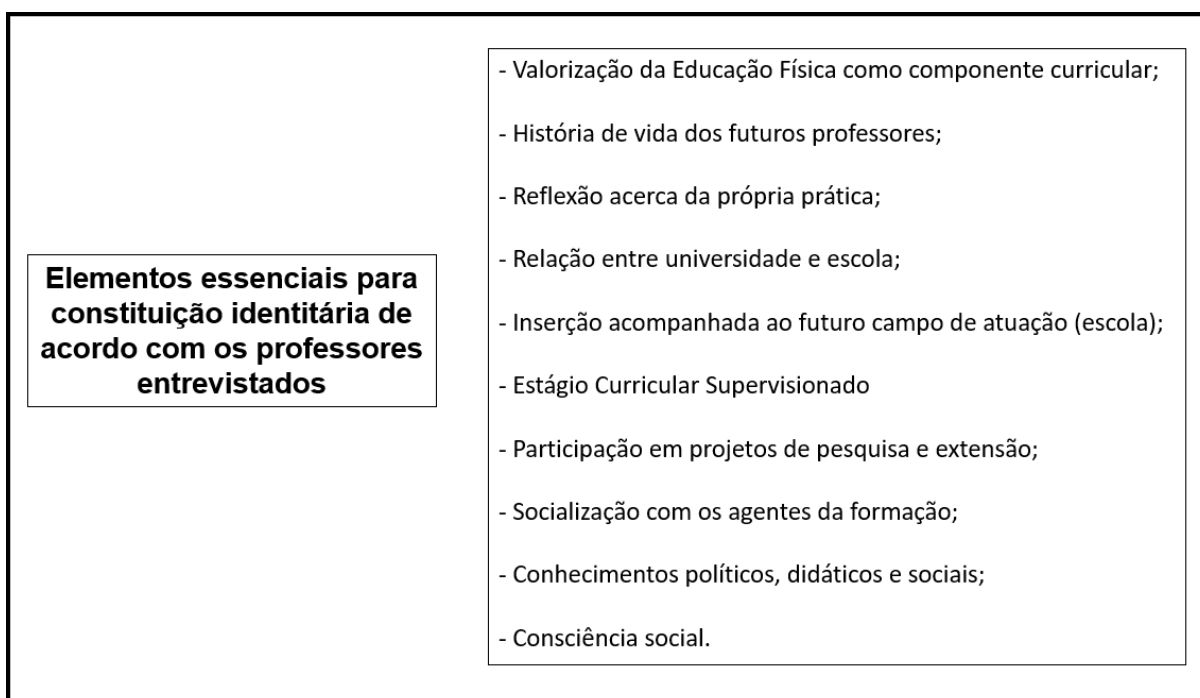 Elementos essenciais para
constituição identitária de
acordo com os professores
entrevistados
- Valorização da Educação Física como componente curricular;
- História de vida dos futuros professores;
- Reflexão acerca da própria prática;
- Relação entre universidade e escola;
- Inserção acompanhada ao futuro campo de atuação (escola);
- Estágio Curricular Supervisionado
- Participação em projetos de pesquisa e extensão;
- Socialização com os agentes da formação;
- Conhecimentos políticos, didáticos e sociais;
- Consciência social.